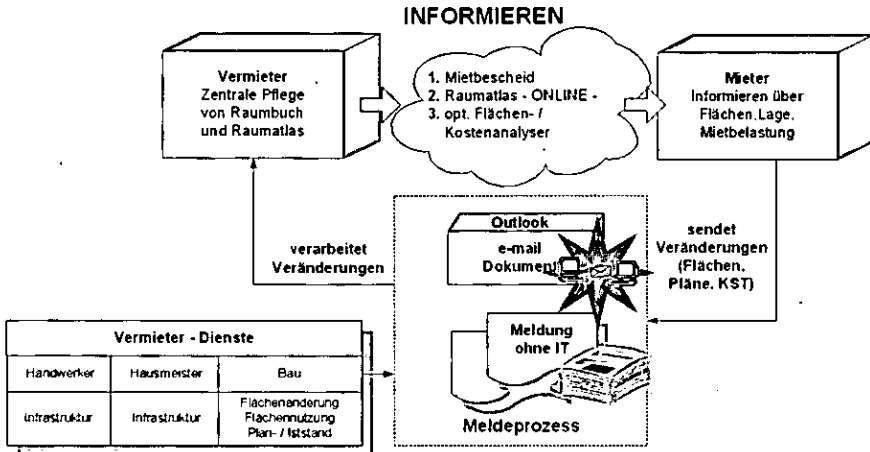 INFORMIEREN
Vermieter
Zentrale Pflege
von Raumbuch
und Raumatlas
1. Mietbescheid
2. Raumatlas - ONLINE -
3. opt. Flächen- /
Kostenanalyser
Mieter
Informieren über
Flächen, Lage,
Mietbelastung
verarbeitet
Veränderungen
Outlook
e-mail
Dokument
sendet
Veränderungen
(Flächen,
Pläne, KST)
Meldung
ohne IT
Meldeprozess
Vermieter - Dienste
Handwerker Hausmeister Bau
Infrastruktur Infrastruktur Flächenänderung
Flächennutzung
Plan- / Iststand